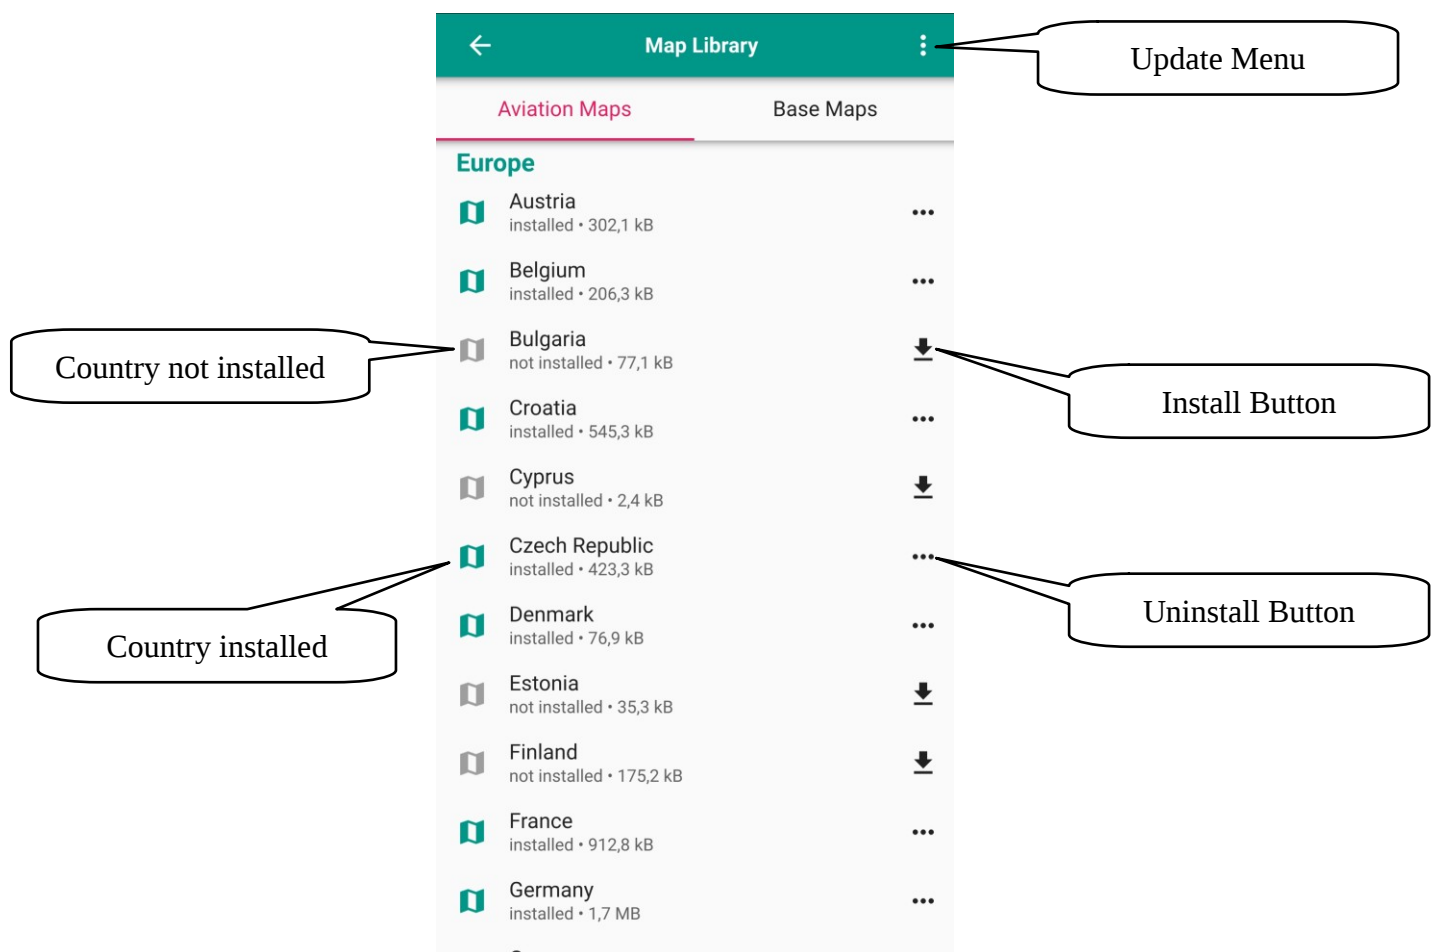 Map Library
Update Menu
Aviation Maps
Base Maps
Europe
Austria
installed • 302,1 kB
Belgium
installed • 206,3 kB
Bulgaria
not installed • 77,1 kB
Country not installed
Install Button
Croatia
installed • 545,3 kB
Cyprus
not installed • 2,4 kB
Czech Republic
installed • 423,3 kB
Uninstall Button
Denmark
installed • 76,9 kB
Country installed
Estonia
not installed • 35,3 kB
Finland
not installed • 175,2 kB
France
installed • 912,8 kB
Germany
installed • 1,7 MB